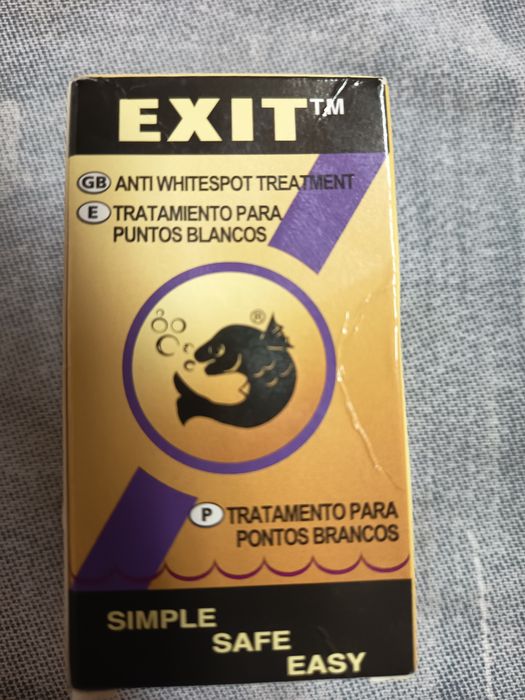 EXIT™
GB ANTI WHITESPOT TREATMENT
E TRATAMIENTO PARA
PUNTOS BLANCOS
®
P TRATAMENTO PARA
PONTOS BRANCOS
SIMPLE
SAFE
EASY